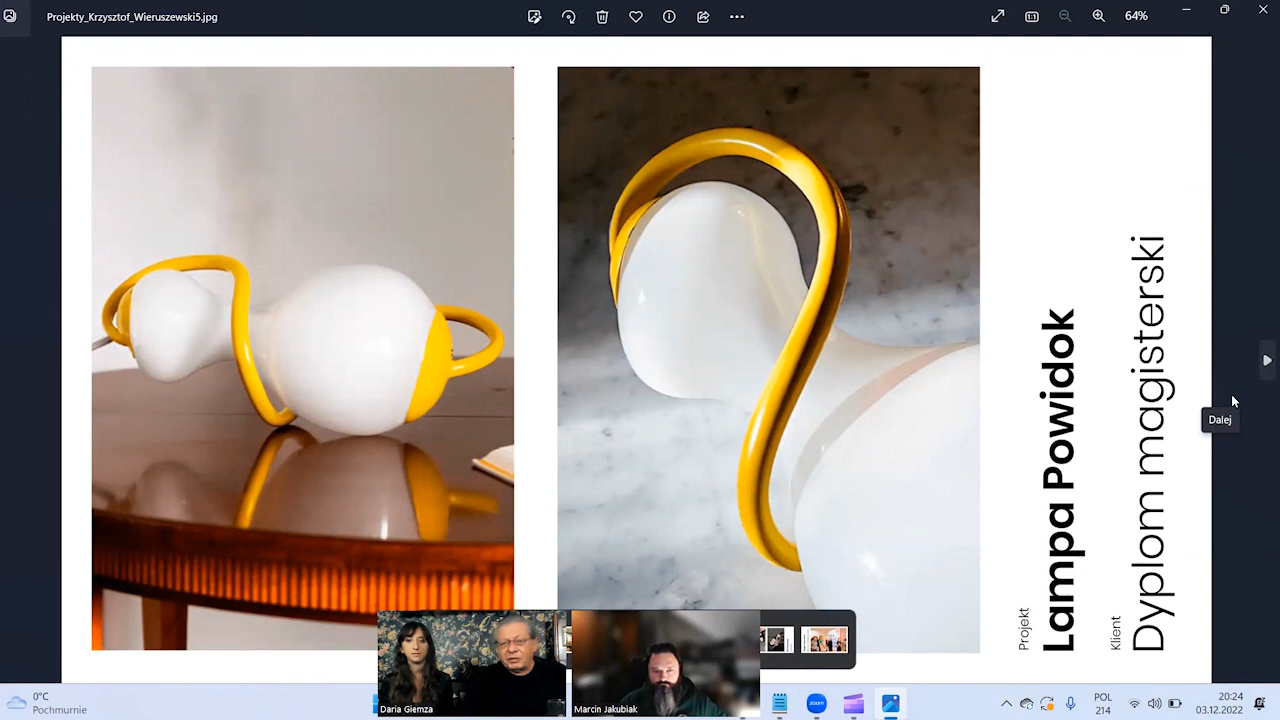 Projekty_Krzysztof_Wieruszewski5.jpg
64%
Projekt
Lampa Powidok
Klient
Dyplom magisterski
Dalej
Daria Giemza
Marcin Jakubiak
0°C
Pochmurnie
zoom
POL
214
20:24
03.12.2022